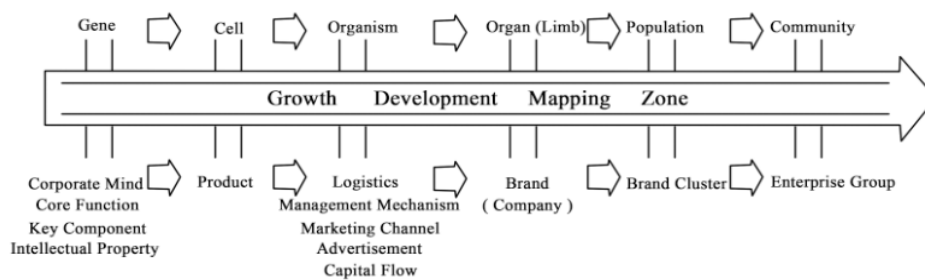 Gene Cell Organism Organ (Limb) Population Community
Growth Development Mapping Zone
Corporate Mind Product Logistics Brand Brand Cluster Enterprise Group
Core Function Management Mechanism ( Company )
Key Component Marketing Channel
Intellectual Property Advertisement
Capital Flow